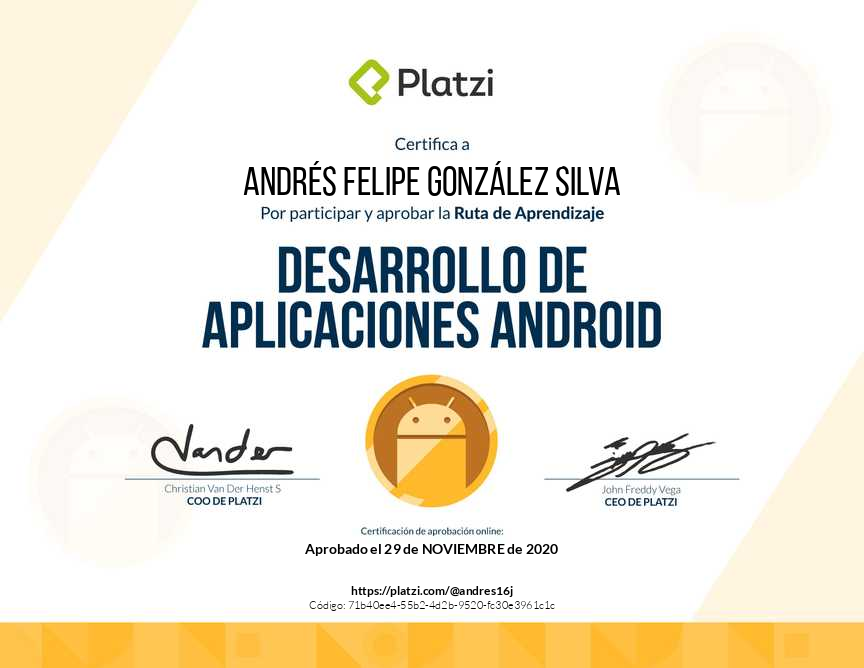 Platzi
Certifica a
ANDRÉS FELIPE GONZÁLEZ SILVA
Por participar y aprobar la Ruta de Aprendizaje
DESARROLLO DE
APLICACIONES ANDROID
Vander
Christian Van Der Henst S
COO DE PLATZI
John Freddy Vega
CEO DE PLATZI
Certificación de aprobación online:
Aprobado el 29 de NOVIEMBRE de 2020
https://platzi.com/@andres16j
Código: 71b40ee4-55b2-4d2b-9520-fc30e3961c1c